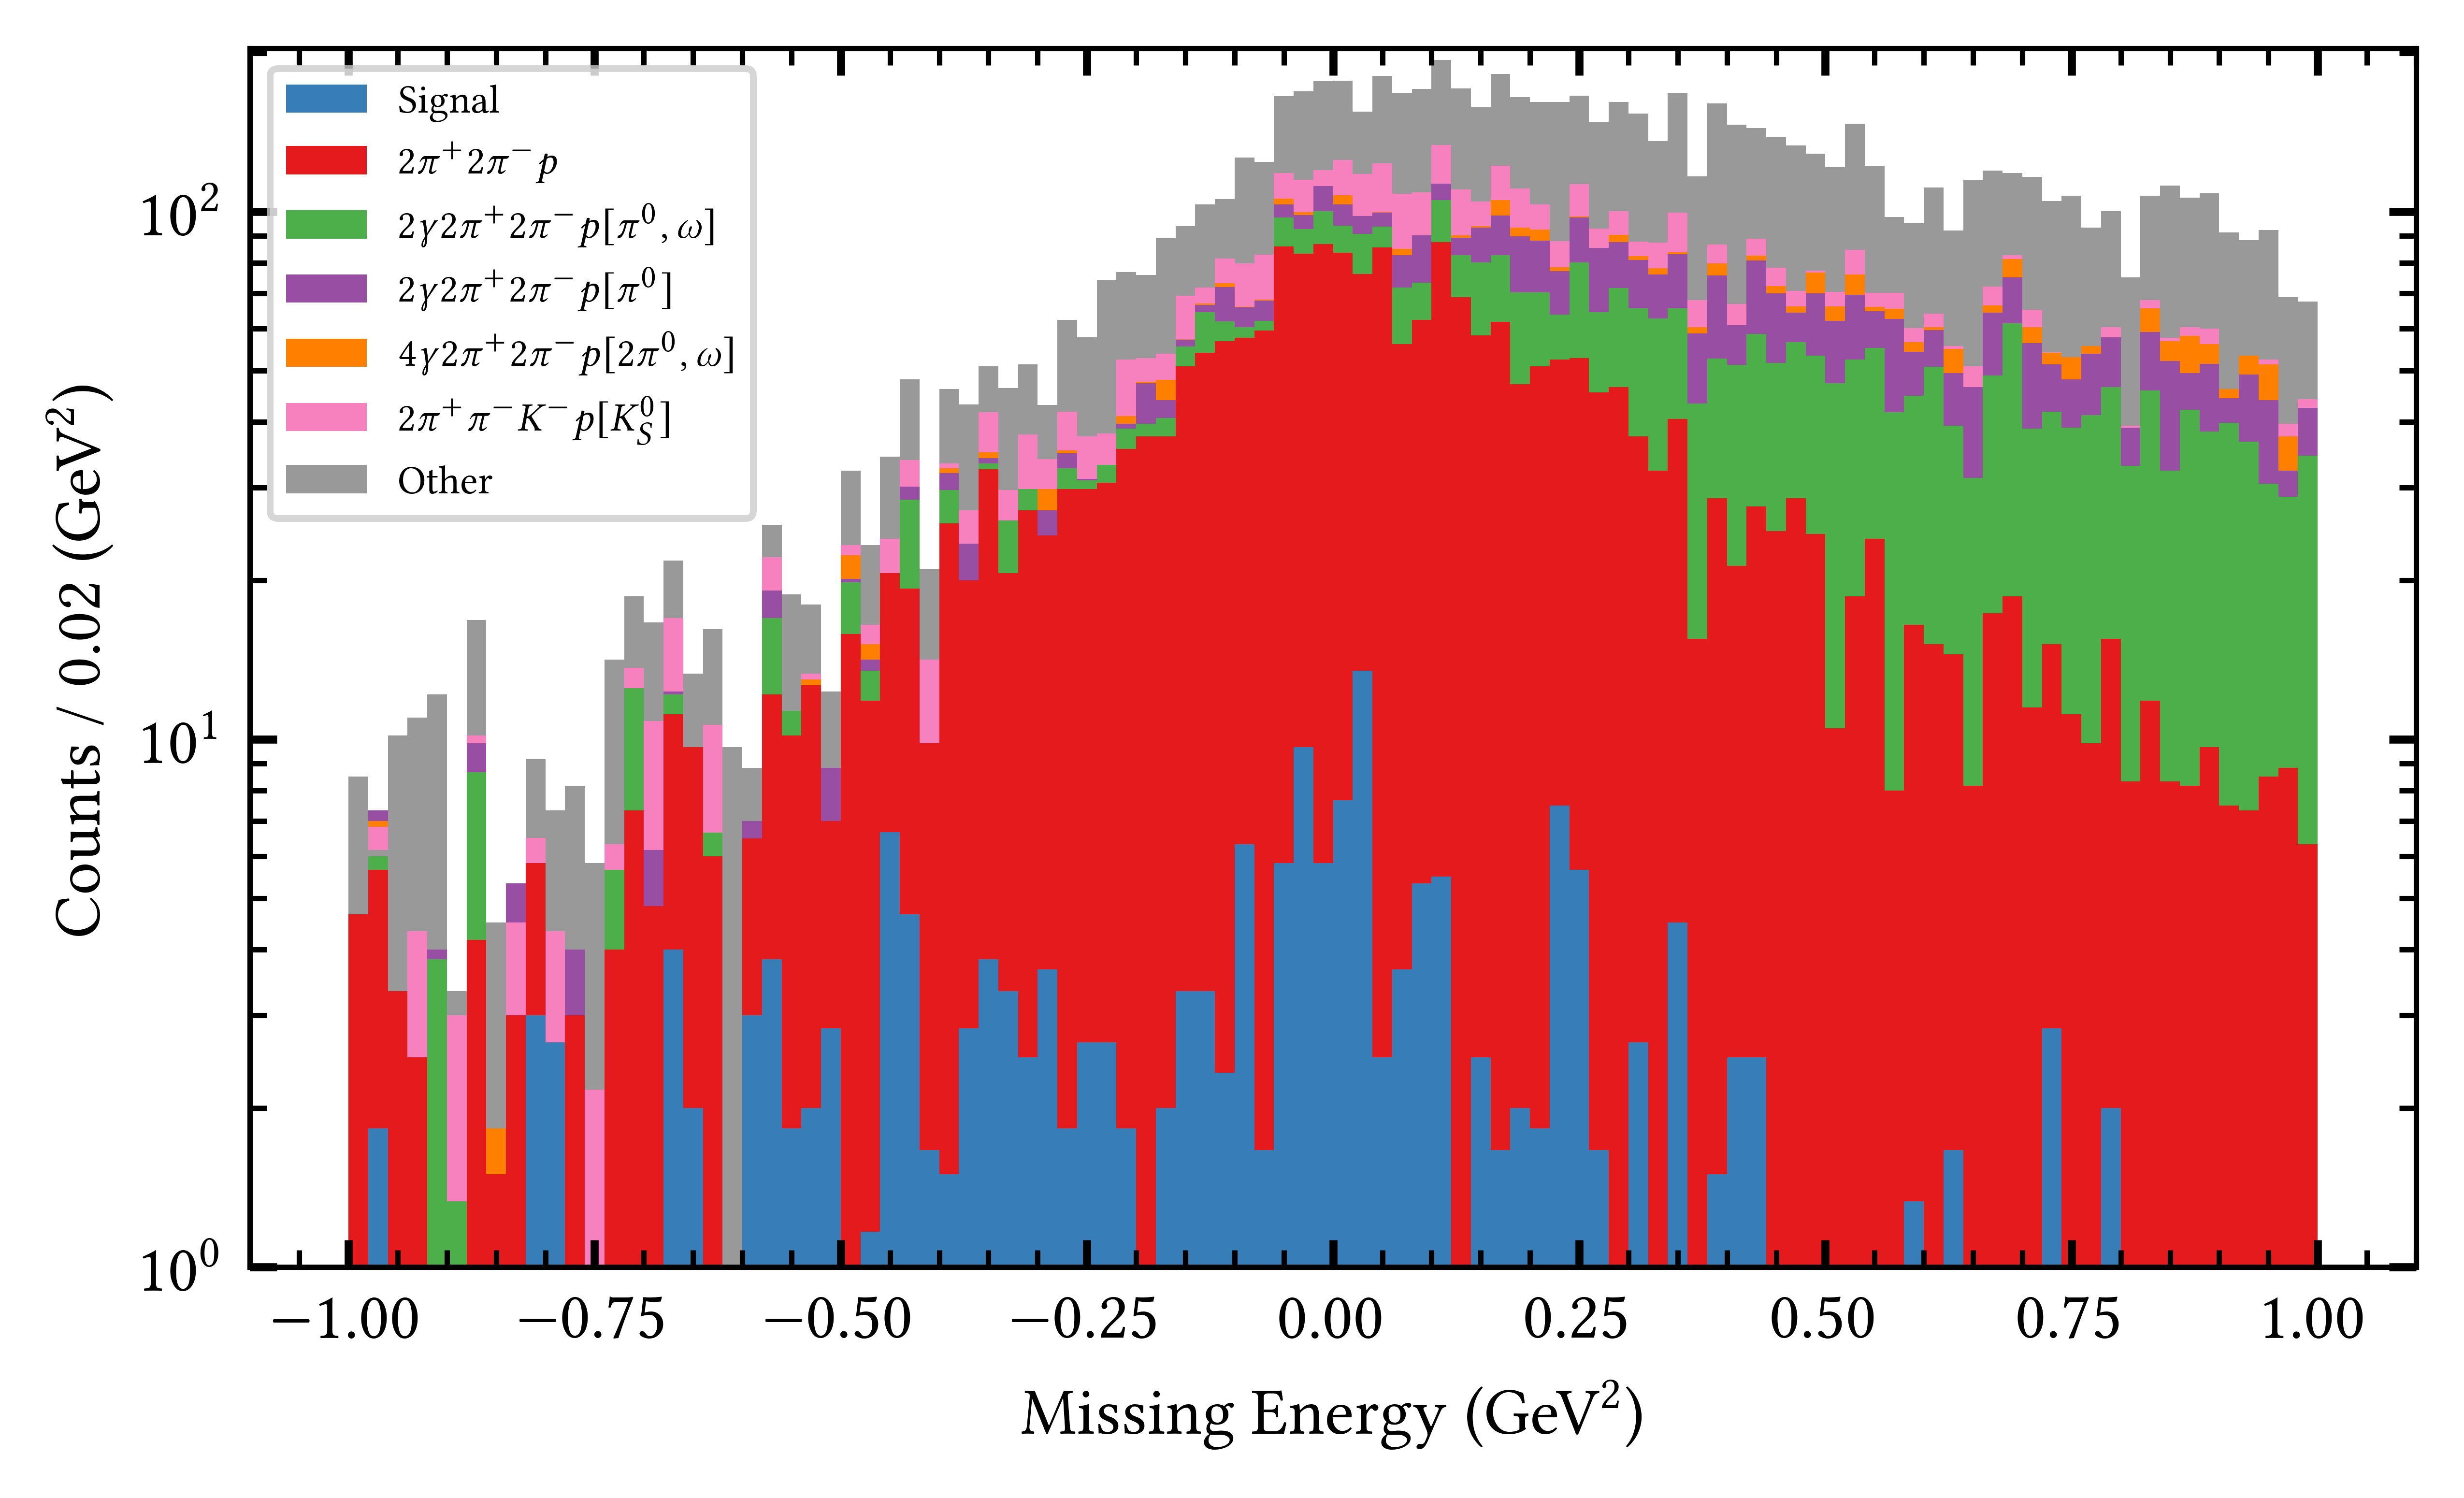 Counts / 0.02 (GeV²)
10²
10¹
10⁰
Signal
2π⁺2π⁻p
2γ2π⁺2π⁻p[π⁰, ω]
2γ2π⁺2π⁻p[π⁰]
4γ2π⁺2π⁻p[2π⁰, ω]
2π⁺π⁻K⁻p[K_S⁰]
Other
−1.00 −0.75 −0.50 −0.25 0.00 0.25 0.50 0.75 1.00
Missing Energy (GeV²)